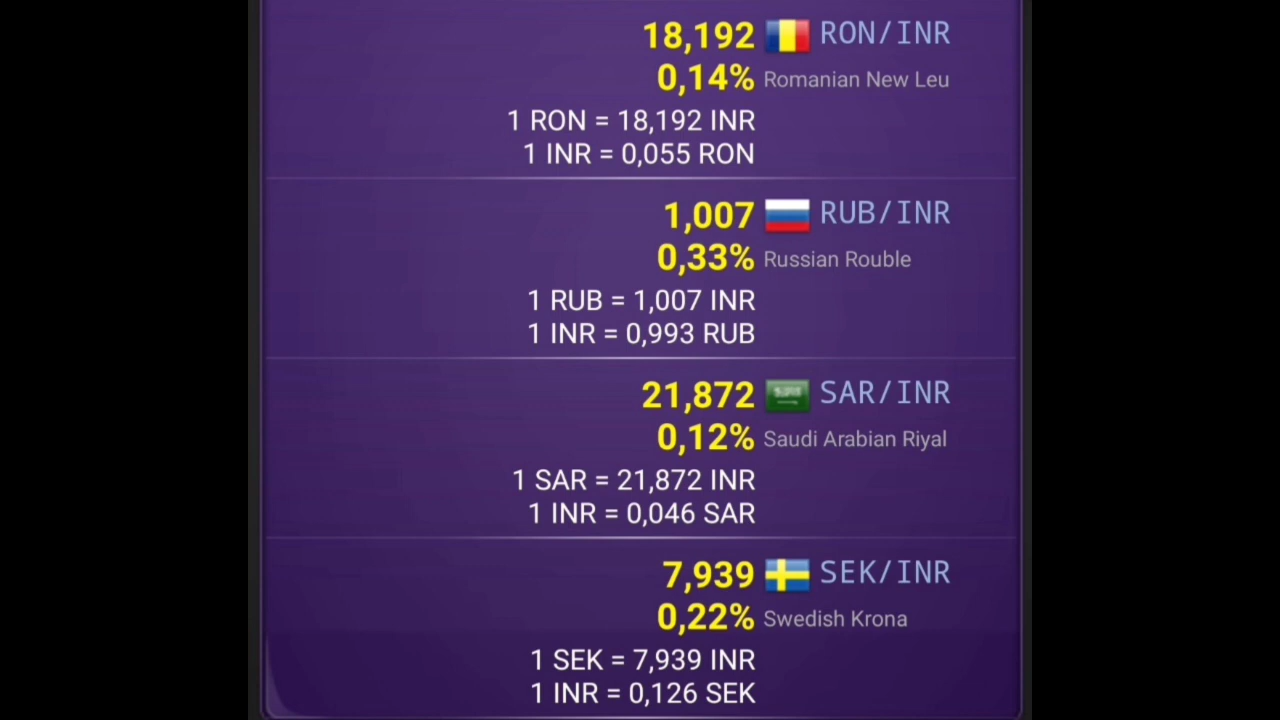 18,192 RON/INR
0,14% Romanian New Leu
1 RON = 18,192 INR
1 INR = 0,055 RON
1,007 RUB/INR
0,33% Russian Rouble
1 RUB = 1,007 INR
1 INR = 0,993 RUB
21,872 SAR/INR
0,12% Saudi Arabian Riyal
1 SAR = 21,872 INR
1 INR = 0,046 SAR
7,939 SEK/INR
0,22% Swedish Krona
1 SEK = 7,939 INR
1 INR = 0,126 SEK